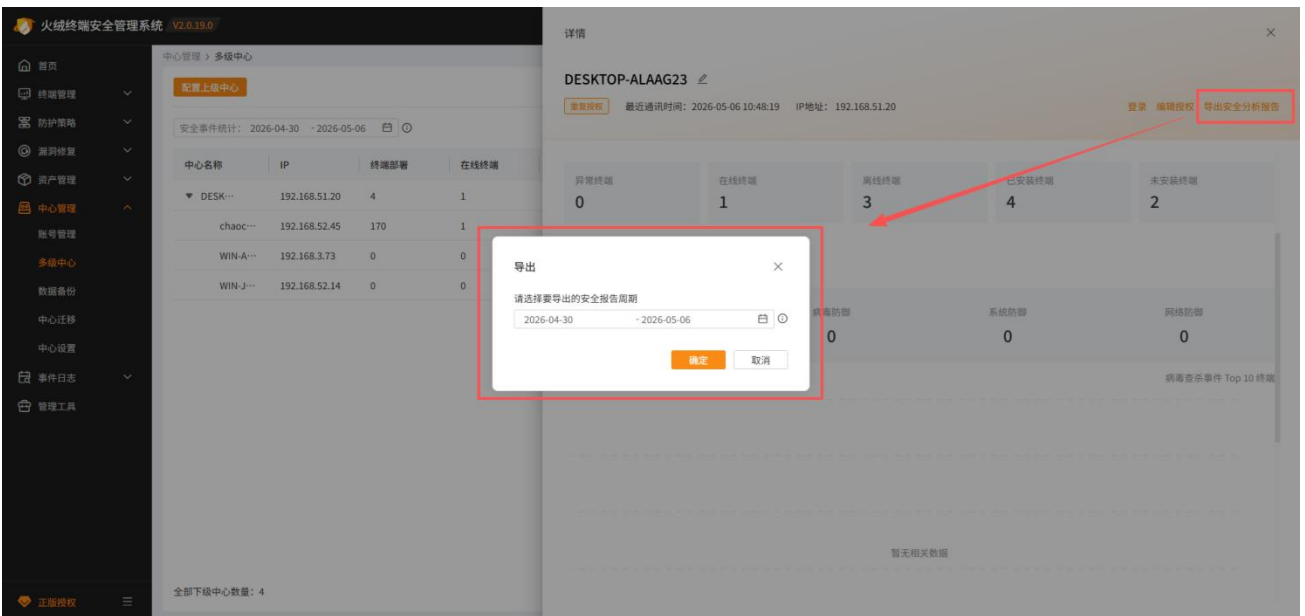 火绒终端安全管理系统 V2.0.19.0
首页
终端管理
防护策略
漏洞修复
资产管理
中心管理
账号管理
多级中心
数据备份
中心迁移
中心设置
事件日志
管理工具
正版授权
中心管理 > 多级中心
配置上级中心
安全事件统计: 2026-04-30 - 2026-05-06
中心名称 IP 终端部署 在线终端
DESK··· 192.168.51.20 4 1
chaoc··· 192.168.52.45 170 1
WIN-A··· 192.168.3.73 0 0
WIN-J··· 192.168.52.14 0 0
全部下级中心数量: 4
详情
DESKTOP-ALAAG23
重复授权 最近通讯时间: 2026-05-06 10:48:19 IP地址: 192.168.51.20
登录 编辑授权 导出安全分析报告
异常终端 在线终端 离线终端 已安装终端 未安装终端
0 1 3 4 2
病毒防御 系统防御 网络防御
0 0 0
病毒查杀事件 Top 10 终端
暂无相关数据
导出
请选择要导出的安全报告周期
2026-04-30 - 2026-05-06
确定 取消